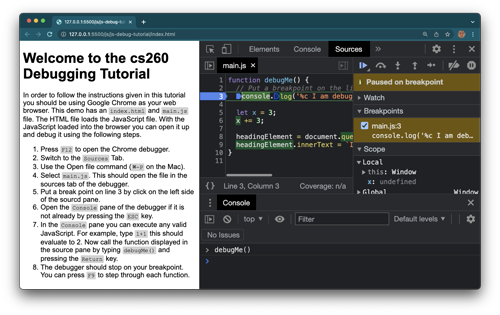 127.0.0.1:5500/js/js-debug-tutorial
127.0.0.1:5500/js/js-debug-tutorial/index.html
Welcome to the cs260
Debugging Tutorial
In order to follow the instructions given in this tutorial
you should be using Google Chrome as your web
browser. This demo has an index.html and main.js
file. The HTML file loads the JavaScript file. With the
JavaScript loaded into the browser you can open it up
and debug it using the following steps.
1. Press F12 to open the Chrome debugger.
2. Switch to the Sources Tab.
3. Use the Open file command (⌘-P on the Mac).
4. Select main.js. This should open the file in
the sources tab of the debugger.
5. Put a break point on line 3 by click on the left side
of the sourcd pane.
6. Open the Console pane of the debugger if it is
not already by pressing the ESC key.
7. In the Console pane you can execute any valid
JavaScript. For example, type 1+1 this should
evaluate to 2. Now call the function displayed in
the source pane by typing debugMe() and
pressing the Return key.
8. The debugger should stop on your breakpoint.
You can press F9 to step through each function.
Elements Console Sources
main.js
1 function debugMe() {
2 // Put a breakpoint on the li
3 console.log('%c I am debug
4
5 let x = 3;
6 x += 3;
7
8 headingElement = document.que
9 headingElement.innerText = `I
10 }
11
{} Line 3, Column 3 Coverage: n/a
Paused on breakpoint
Watch
Breakpoints
main.js:3
console.log('%c I am deb…
Scope
Local
this: Window
x: undefined
Global Window
Console
top Filter Default levels
No Issues
> debugMe()
>